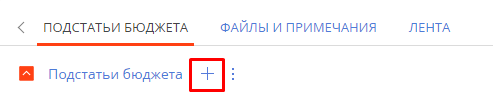 ПОДСТАТЬИ БЮДЖЕТА ФАЙЛЫ И ПРИМЕЧАНИЯ ЛЕНТА
Подстатьи бюджета